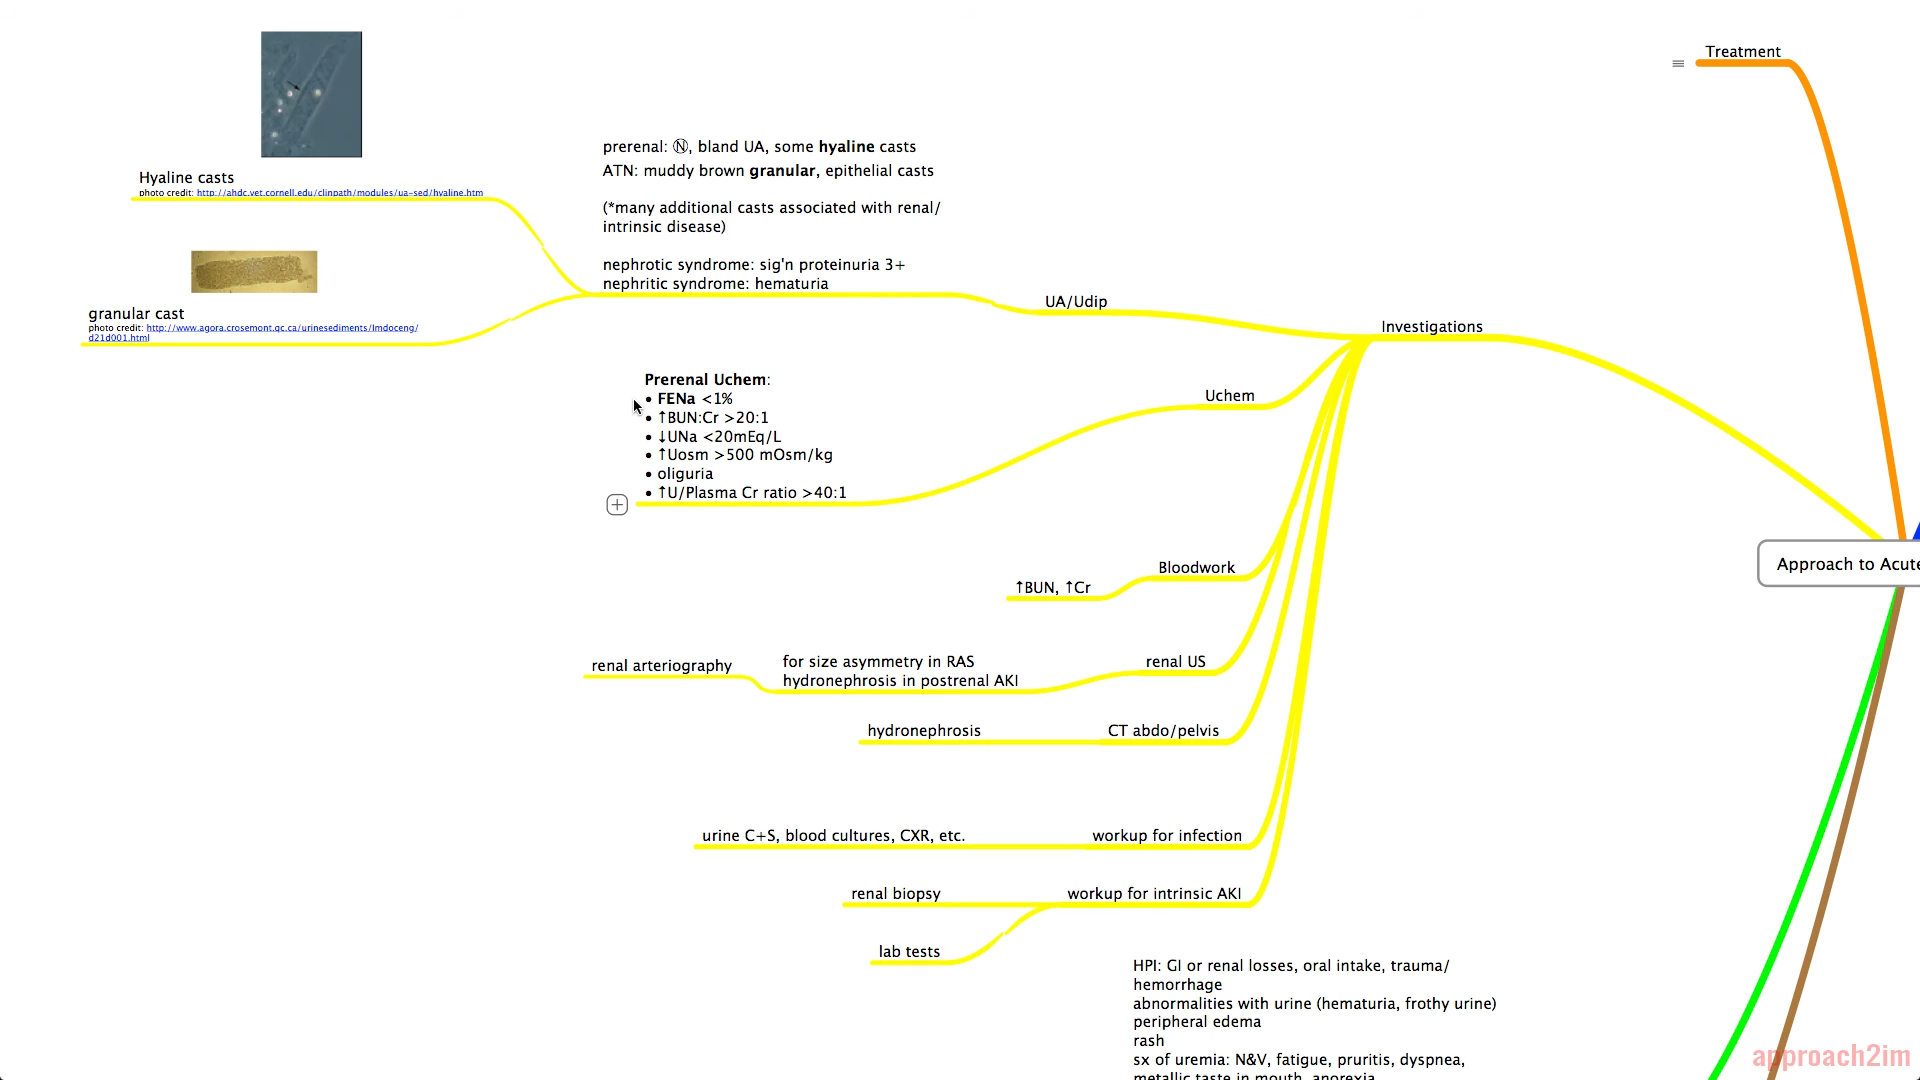 Treatment
Hyaline casts
photo credit: http://ahdc.vet.cornell.edu/clinpath/modules/ua-sed/hyaline.htm
granular cast
photo credit: http://www.agora.crosemont.qc.ca/urinesediments/lmdoceng/
d21d001.html
prerenal: Ⓝ, bland UA, some hyaline casts
ATN: muddy brown granular, epithelial casts
(*many additional casts associated with renal/
intrinsic disease)
nephrotic syndrome: sig'n proteinuria 3+
nephritic syndrome: hematuria
UA/Udip
Investigations
Prerenal Uchem:
• FENa <1%
• ↑BUN:Cr >20:1
• ↓UNa <20mEq/L
• ↑Uosm >500 mOsm/kg
• oliguria
• ↑U/Plasma Cr ratio >40:1
Uchem
Bloodwork
↑BUN, ↑Cr
Approach to Acute
renal arteriography
for size asymmetry in RAS
hydronephrosis in postrenal AKI
renal US
hydronephrosis
CT abdo/pelvis
urine C+S, blood cultures, CXR, etc.
workup for infection
renal biopsy
workup for intrinsic AKI
lab tests
HPI: GI or renal losses, oral intake, trauma/
hemorrhage
abnormalities with urine (hematuria, frothy urine)
peripheral edema
rash
sx of uremia: N&V, fatigue, pruritis, dyspnea,
metallic taste in mouth, anorexia
approach2im